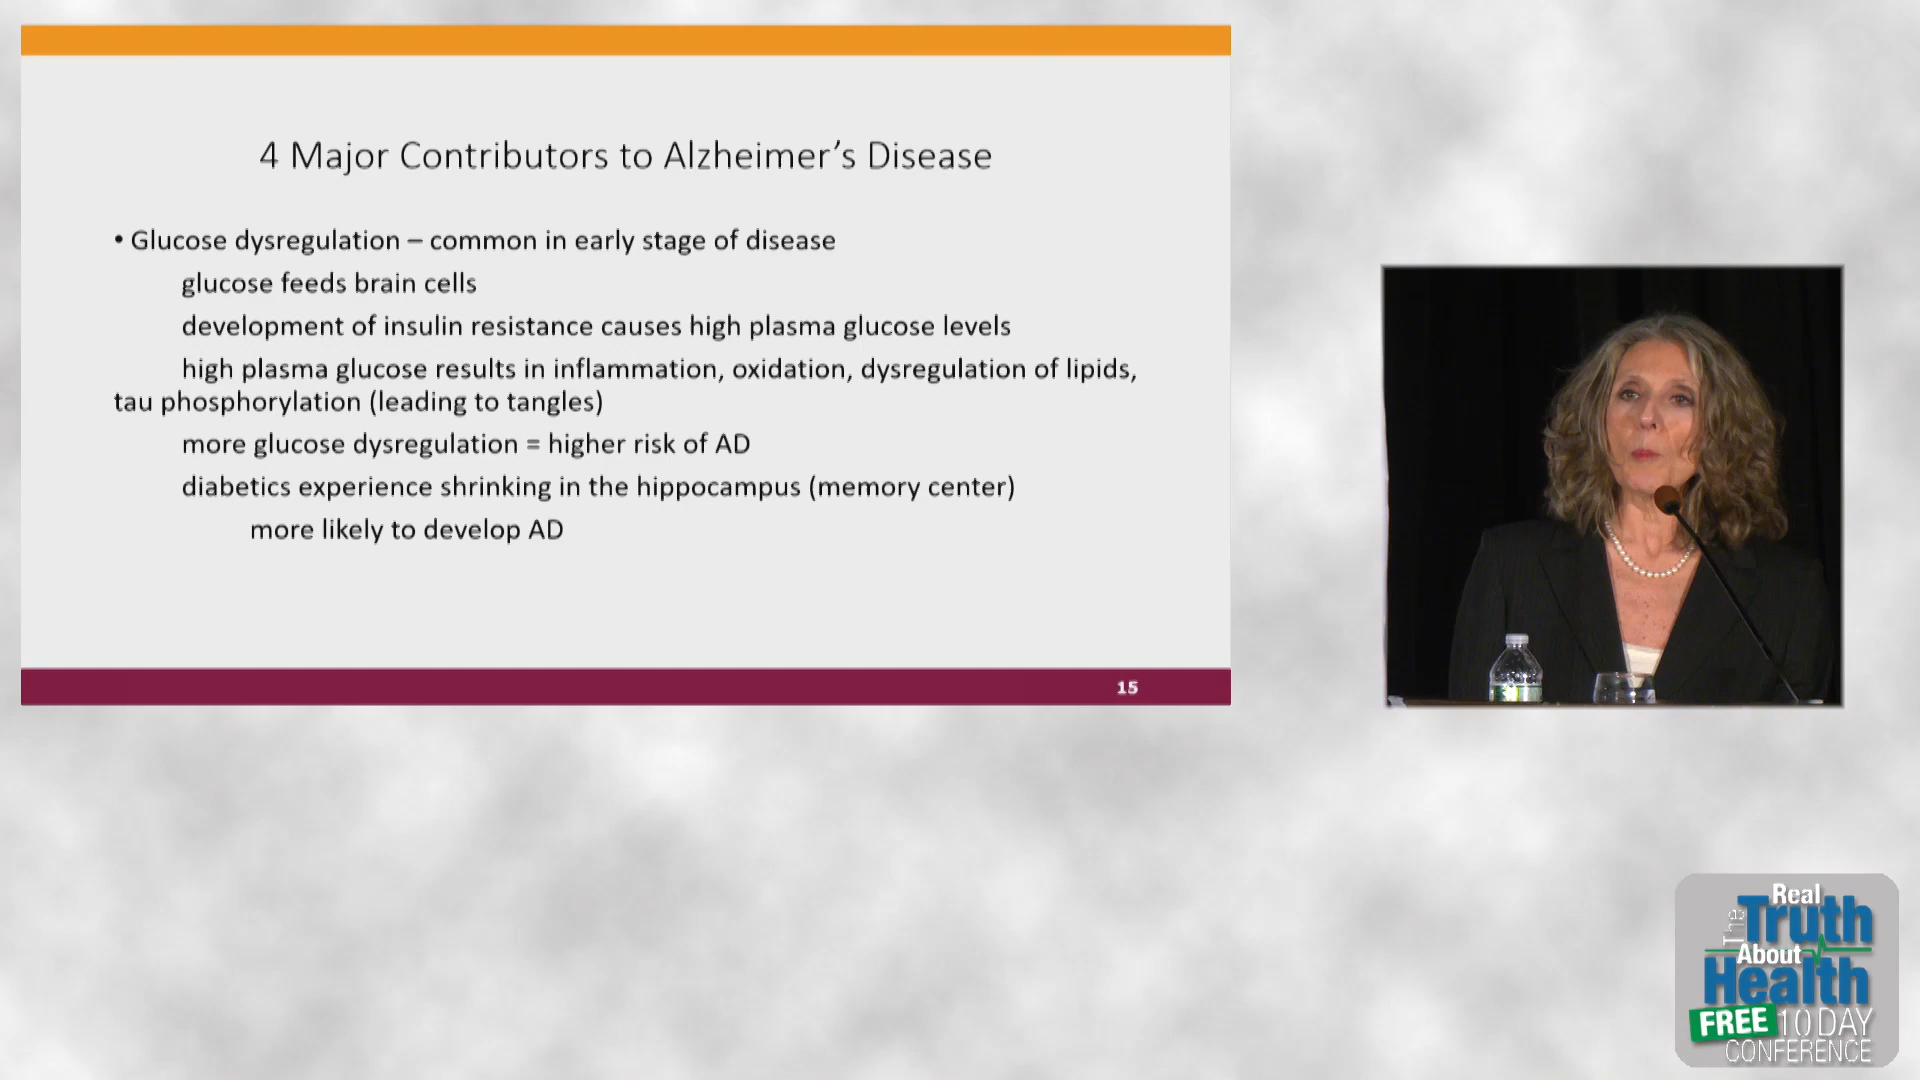 4 Major Contributors to Alzheimer’s Disease
• Glucose dysregulation – common in early stage of disease
glucose feeds brain cells
development of insulin resistance causes high plasma glucose levels
high plasma glucose results in inflammation, oxidation, dysregulation of lipids,
tau phosphorylation (leading to tangles)
more glucose dysregulation = higher risk of AD
diabetics experience shrinking in the hippocampus (memory center)
more likely to develop AD
15
The Real
Truth
About
Health
FREE 10 DAY
CONFERENCE